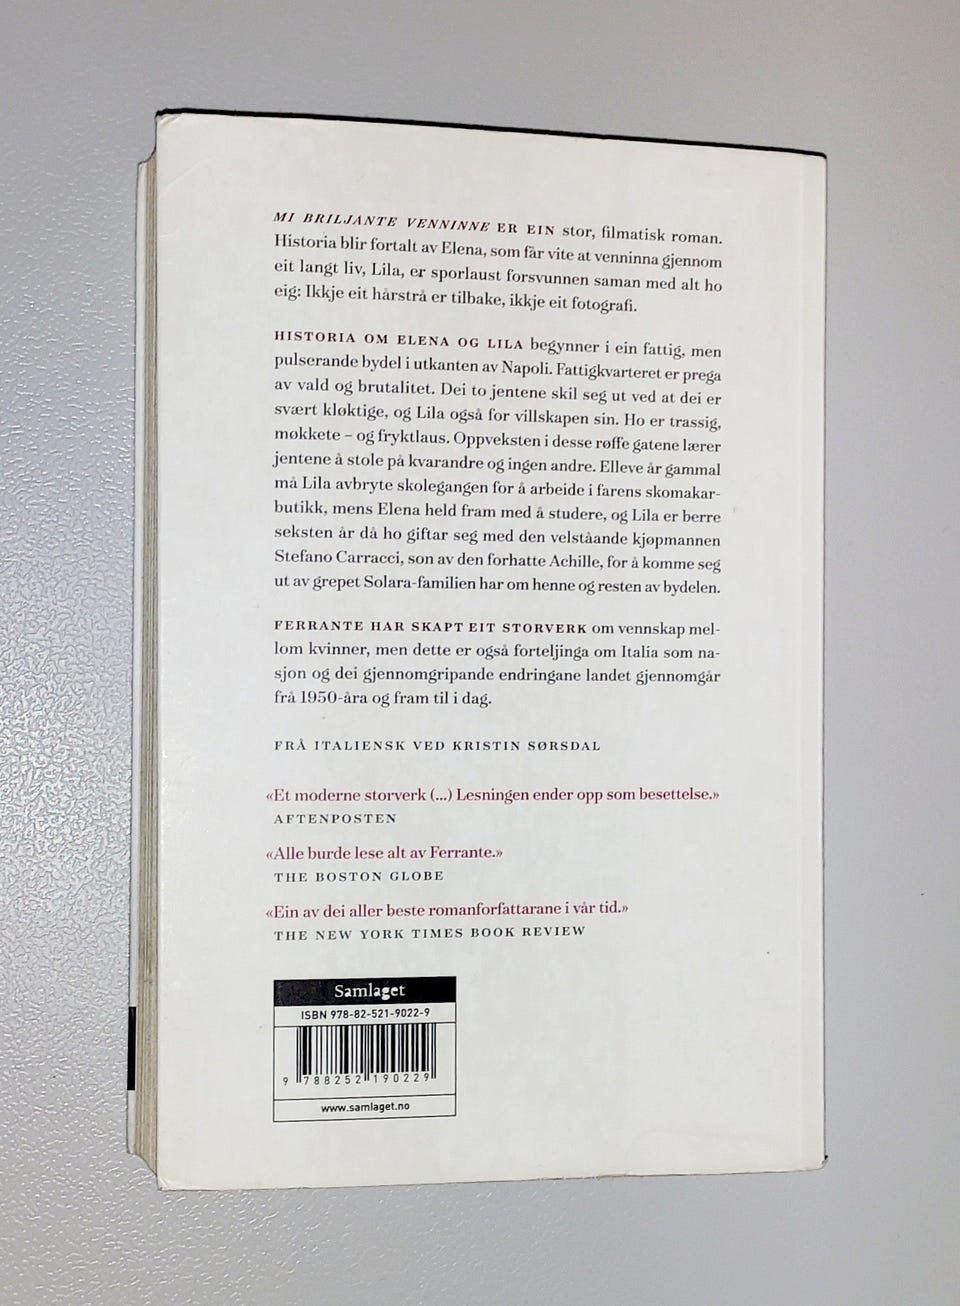 MI BRILJANTE VENNINNE ER EIN stor, filmatisk roman.
Historia blir fortalt av Elena, som får vite at venninna gjennom
eit langt liv, Lila, er sporlaust forsvunnen saman med alt ho
eig: Ikkje eit hårstrå er tilbake, ikkje eit fotografi.
HISTORIA OM ELENA OG LILA begynner i ein fattig, men
pulserande bydel i utkanten av Napoli. Fattigkvarteret er prega
av vald og brutalitet. Dei to jentene skil seg ut ved at dei er
svært kløktige, og Lila også for villskapen sin. Ho er trassig,
møkkete – og fryktlaus. Oppveksten i desse røffe gatene lærer
jentene å stole på kvarandre og ingen andre. Elleve år gammal
må Lila avbryte skolegangen for å arbeide i farens skomakar-
butikk, mens Elena held fram med å studere, og Lila er berre
seksten år då ho giftar seg med den velståande kjøpmannen
Stefano Carracci, son av den forhatte Achille, for å komme seg
ut av grepet Solara-familien har om henne og resten av bydelen.
FERRANTE HAR SKAPT EIT STORVERK om vennskap mel-
lom kvinner, men dette er også forteljinga om Italia som na-
sjon og dei gjennomgripande endringane landet gjennomgår
frå 1950-åra og fram til i dag.
FRÅ ITALIENSK VED KRISTIN SØRSDAL
«Et moderne storverk (...) Lesningen ender opp som besettelse.»
AFTENPOSTEN
«Alle burde lese alt av Ferrante.»
THE BOSTON GLOBE
«Ein av dei aller beste romanforfattarane i vår tid.»
THE NEW YORK TIMES BOOK REVIEW
Samlaget
ISBN 978-82-521-9022-9
9 788252 190229
www.samlaget.no